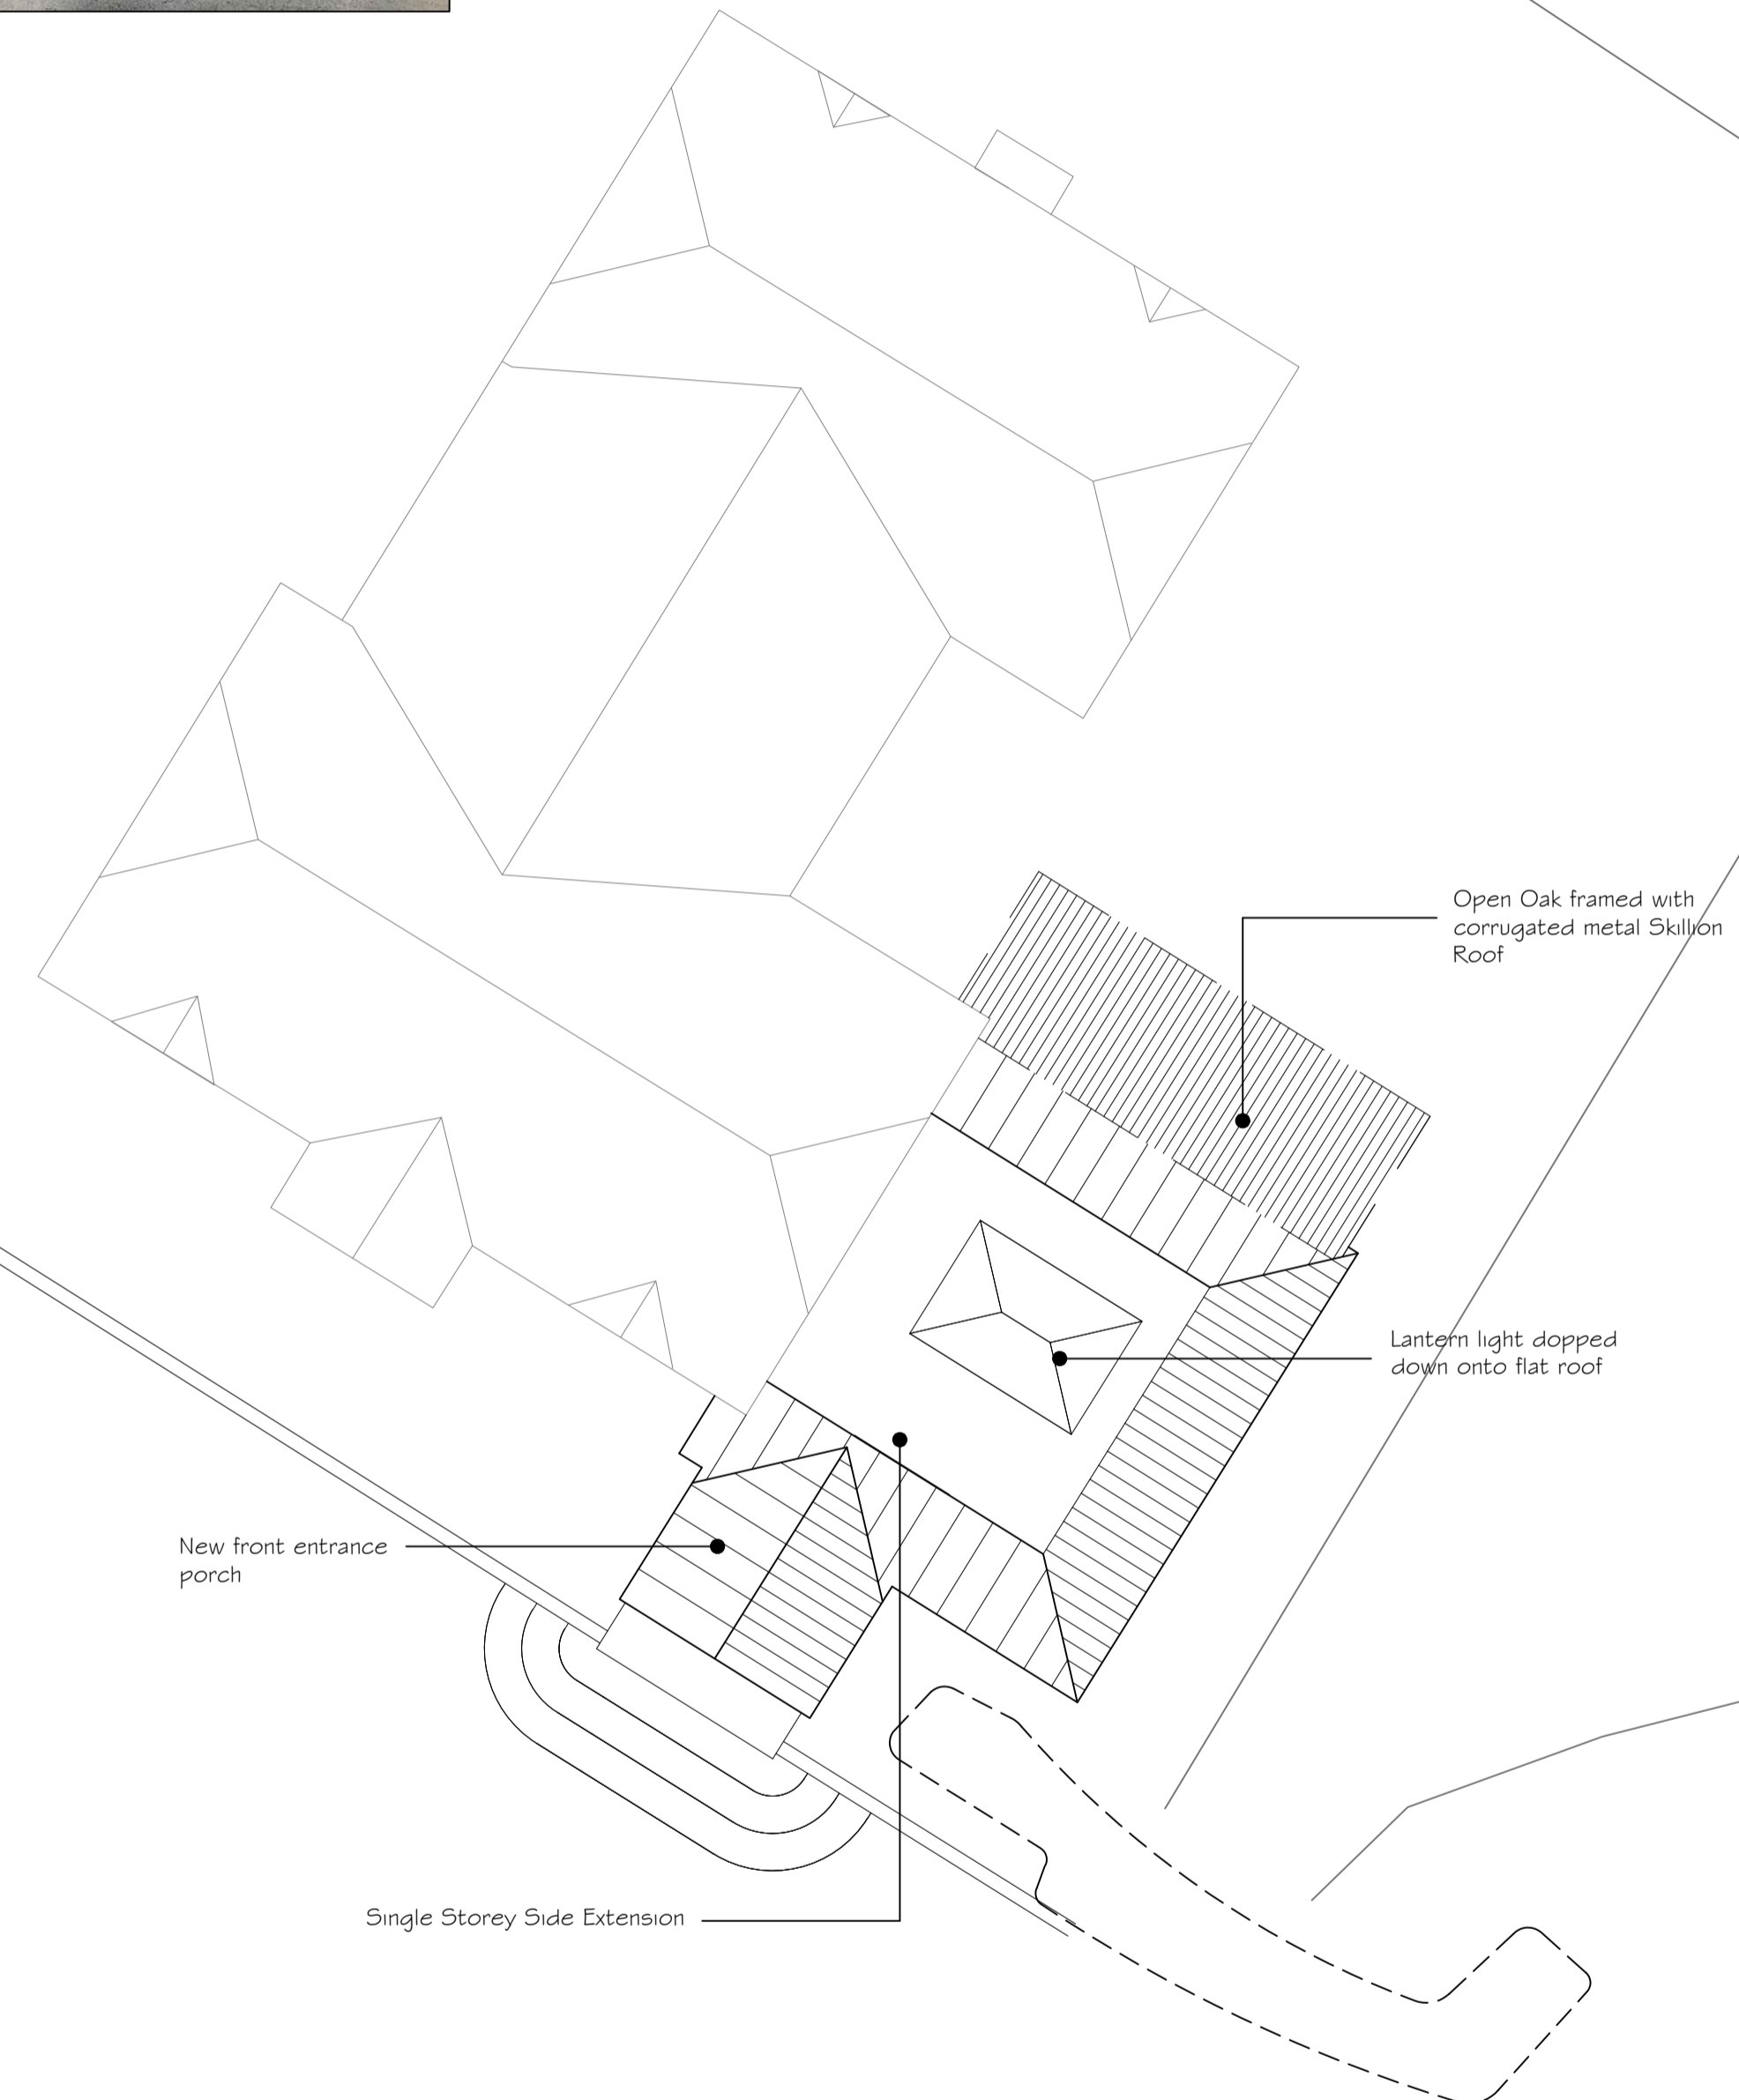 Open Oak framed with
corrugated metal Skillion
Roof
Lantern light dopped
down onto flat roof
New front entrance
porch
Single Storey Side Extension